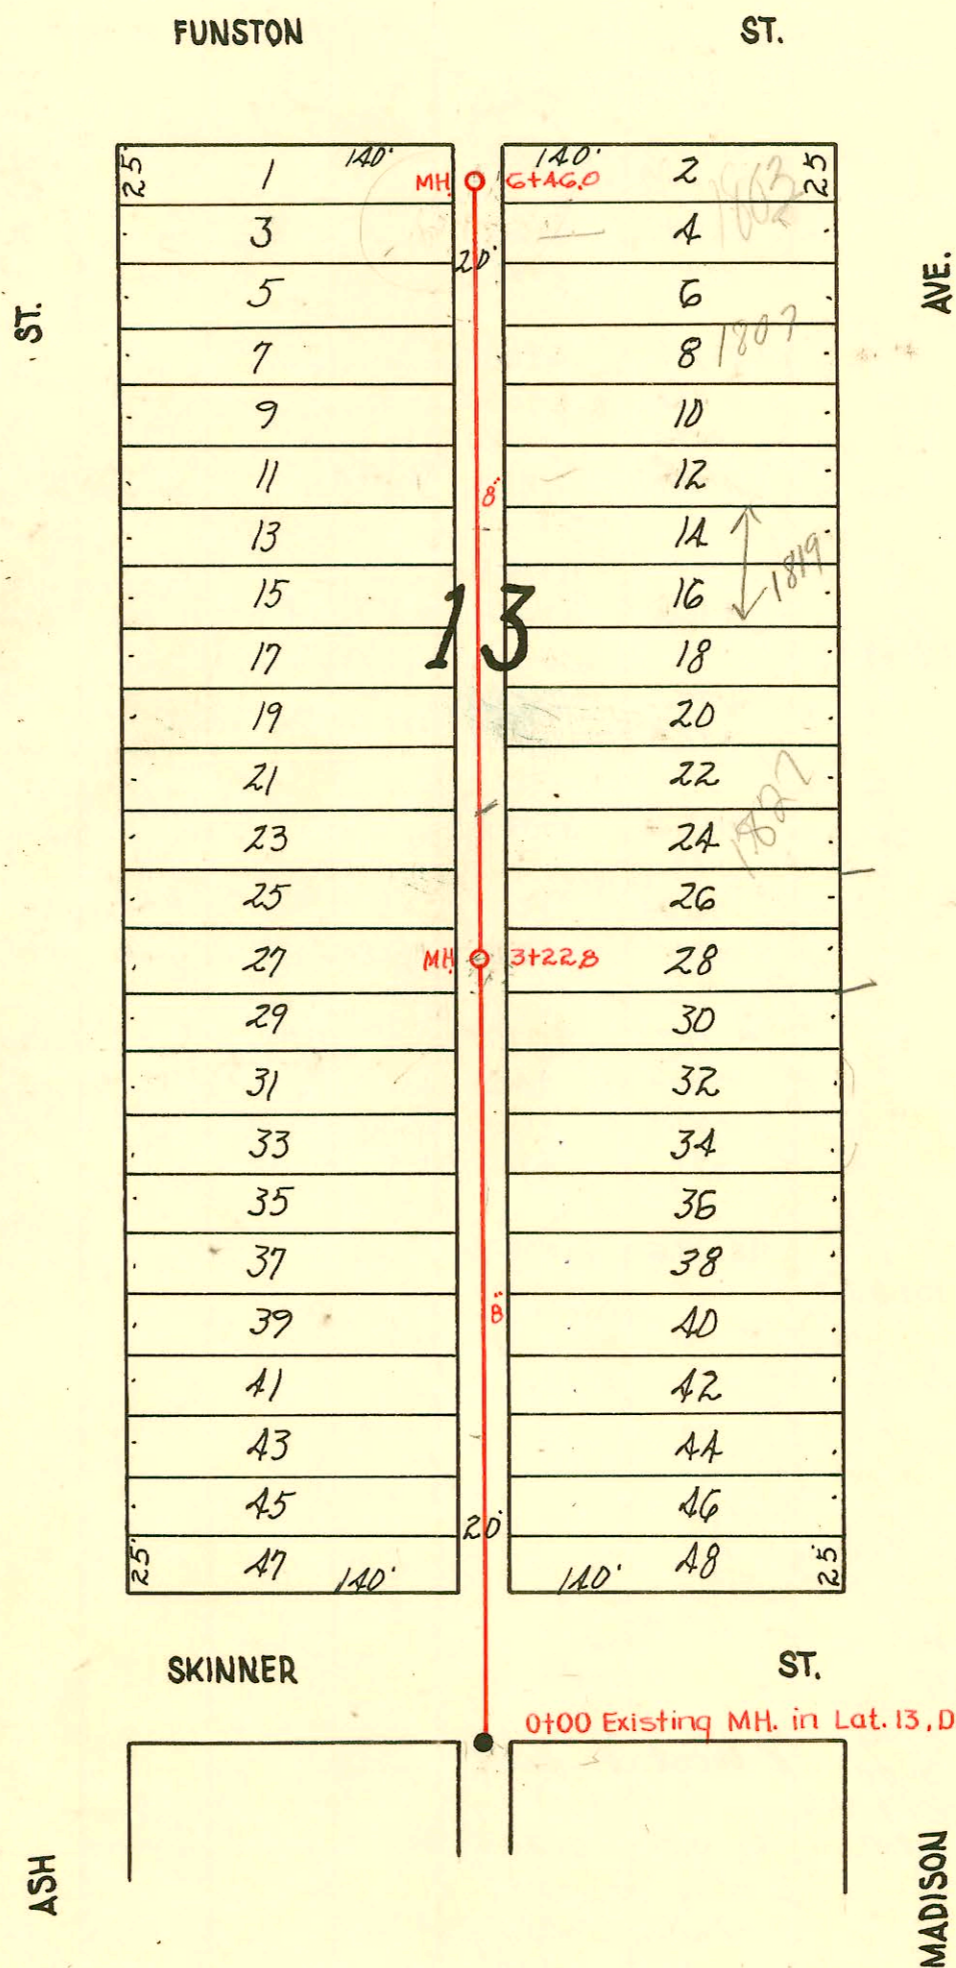 FUNSTON ST.
ST. AVE.
25' 1 140' MH. 6+46.0 140' 2 25
1803
3 20' 4
5 6
7 8 1807
9 10
11 12
8"
13 14
1819
15 16
13
17 18
19 20
21 22
23 24
1827
25 26
27 MH. 3+22.8 28
29 30
31 32
33 34
35 36
37 38
39 8" 40
41 42
43 44
45 46
20'
25' 47 140' 140' 48 25'
SKINNER ST.
0+00 Existing MH. in Lat. 13, D
ASH MADISON